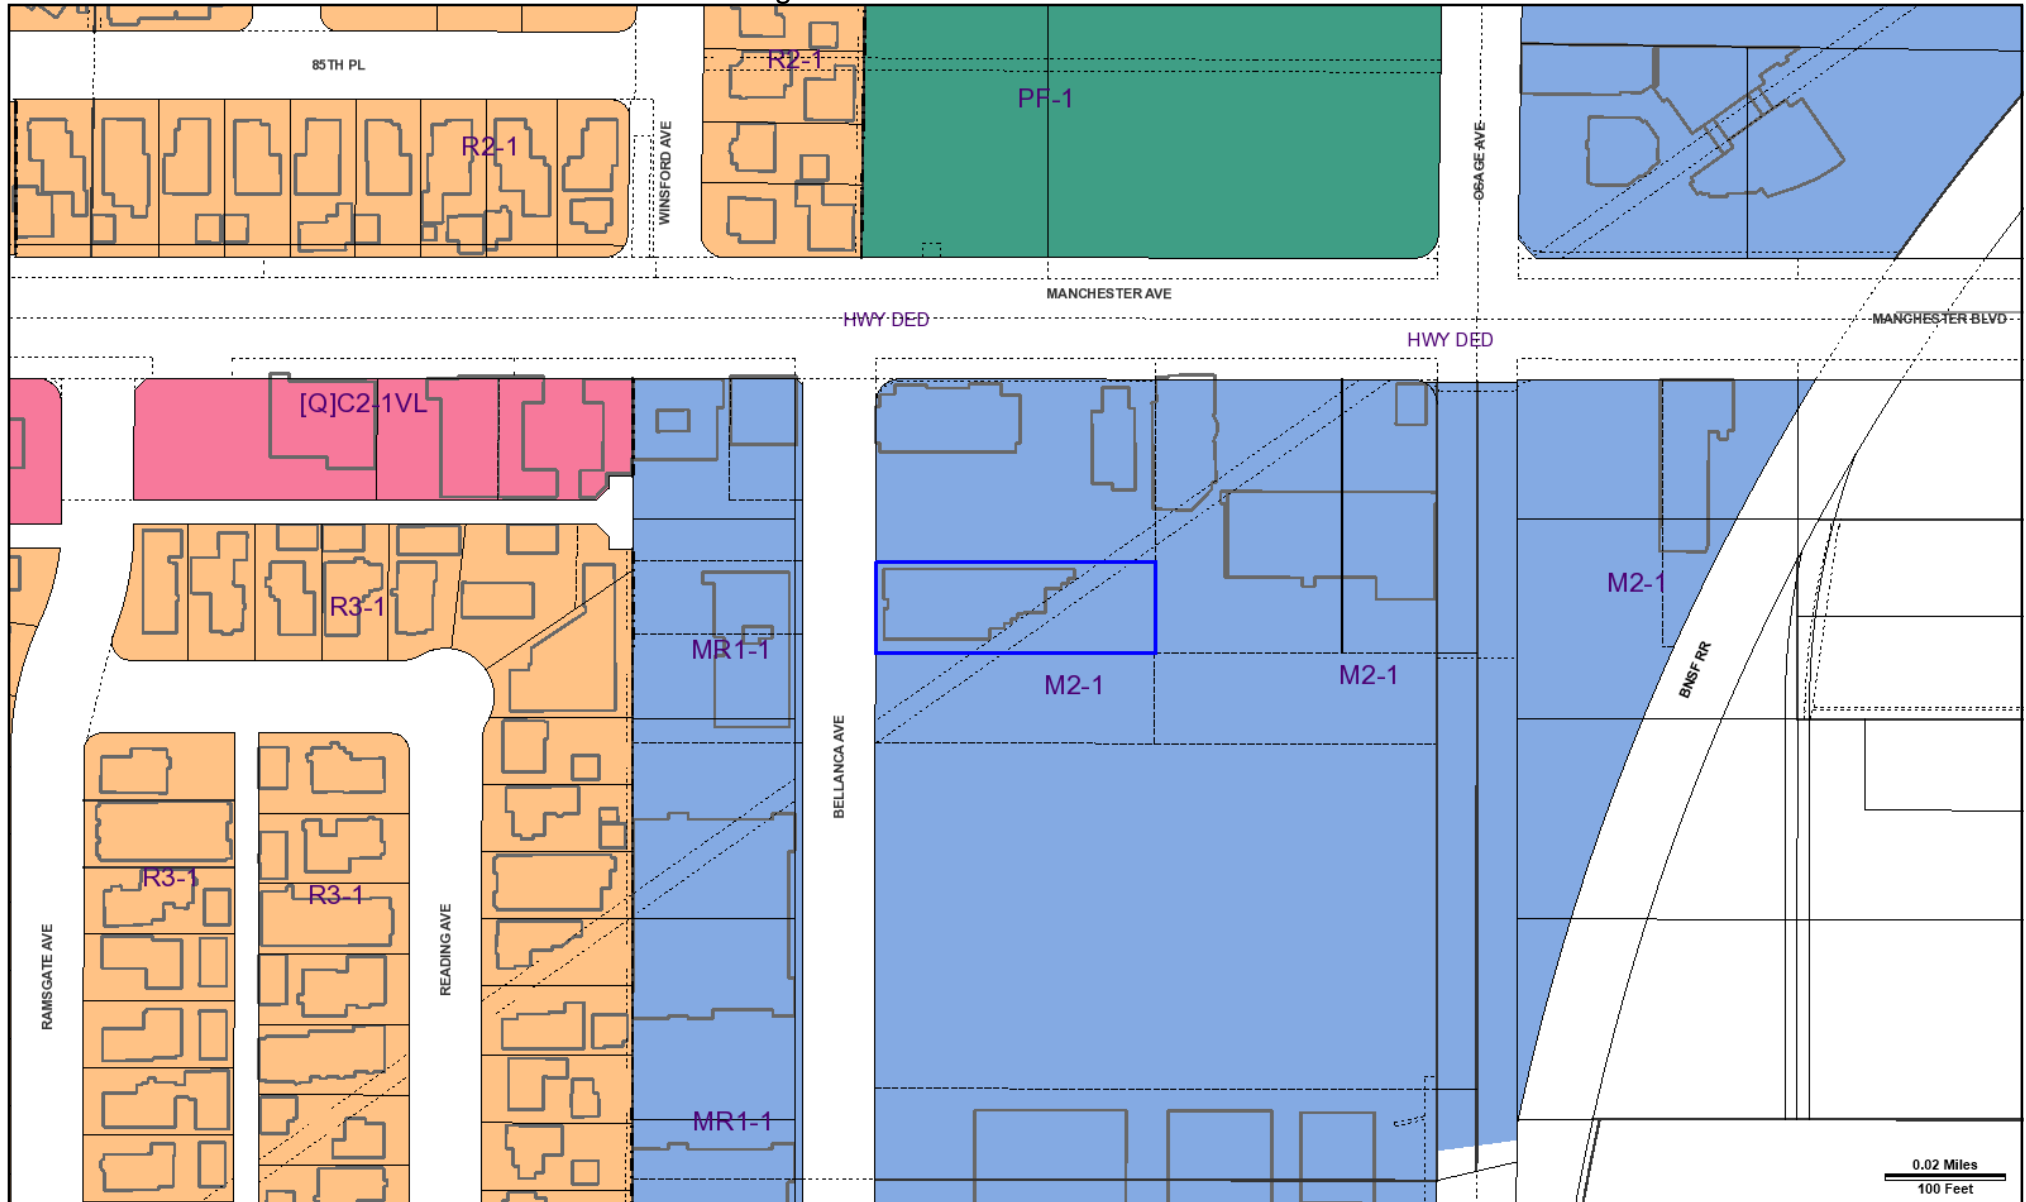 85TH PL
R2-1
PF-1
R2-1
WINSFORD AVE
OSAGE AVE
MANCHESTER AVE
HWY DED
MANCHESTER BLVD
HWY DED
[Q]C2-1VL
R3-1
M2-1
MR1-1
M2-1
M2-1
BNSF RR
BELLANCA AVE
R3-1
R3-1
READING AVE
RAMSGATE AVE
MR1-1
0.02 Miles
100 Feet